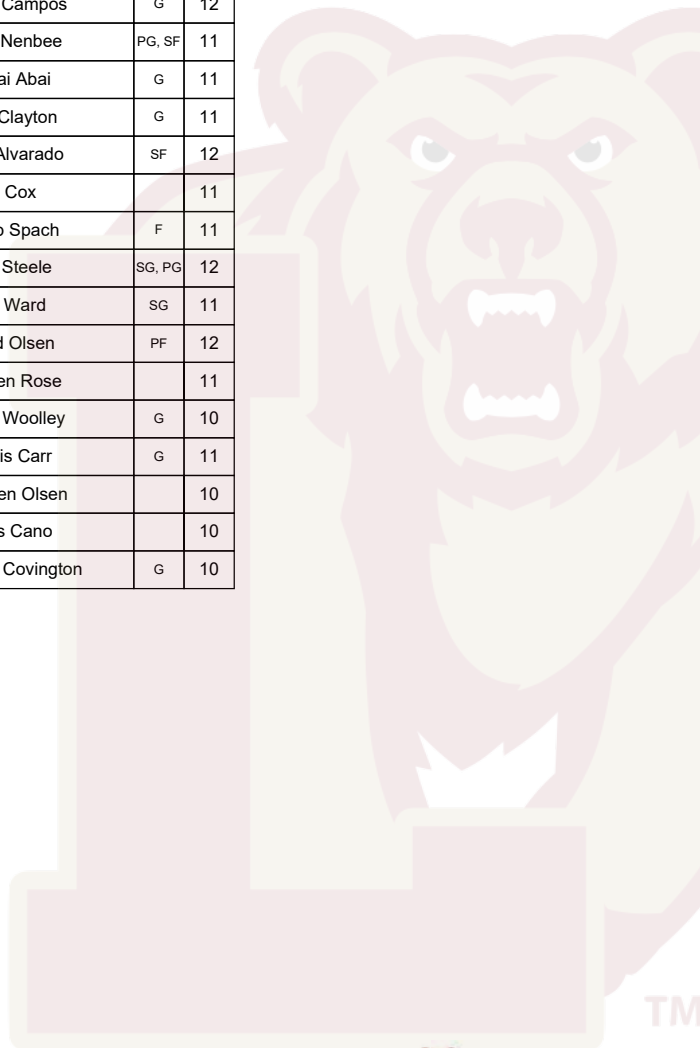 Campos G 12
Nenbee PG, SF 11
ai Abai G 11
Clayton G 11
Alvarado SF 12
Cox 11
o Spach F 11
Steele SG, PG 12
Ward SG 11
d Olsen PF 12
en Rose 11
Woolley G 10
is Carr G 11
en Olsen 10
s Cano 10
Covington G 10
L
TM